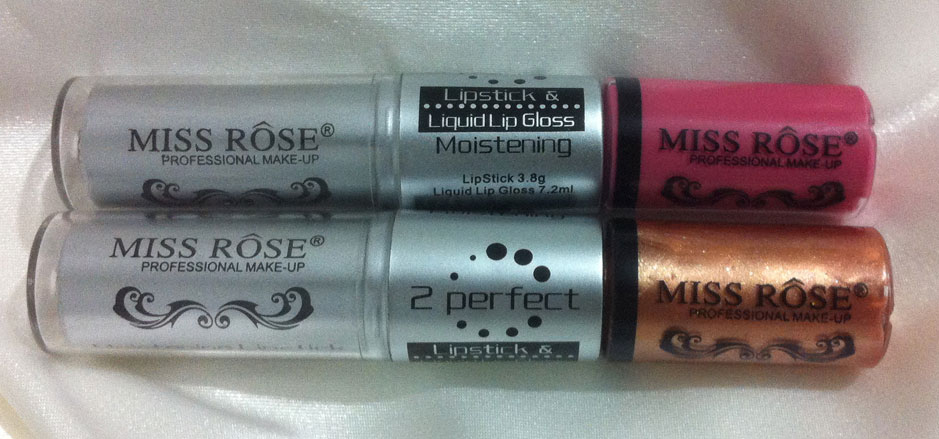 MISS RÔSE®
PROFESSIONAL MAKE-UP
Lipstick &
Liquid Lip Gloss
Moistening
LipStick 3.8g
Liquid Lip Gloss 7.2ml
MISS RÔSE®
PROFESSIONAL MAKE-UP
MISS RÔSE®
PROFESSIONAL MAKE-UP
2 perfect
Lipstick &
MISS RÔSE®
PROFESSIONAL MAKE-UP